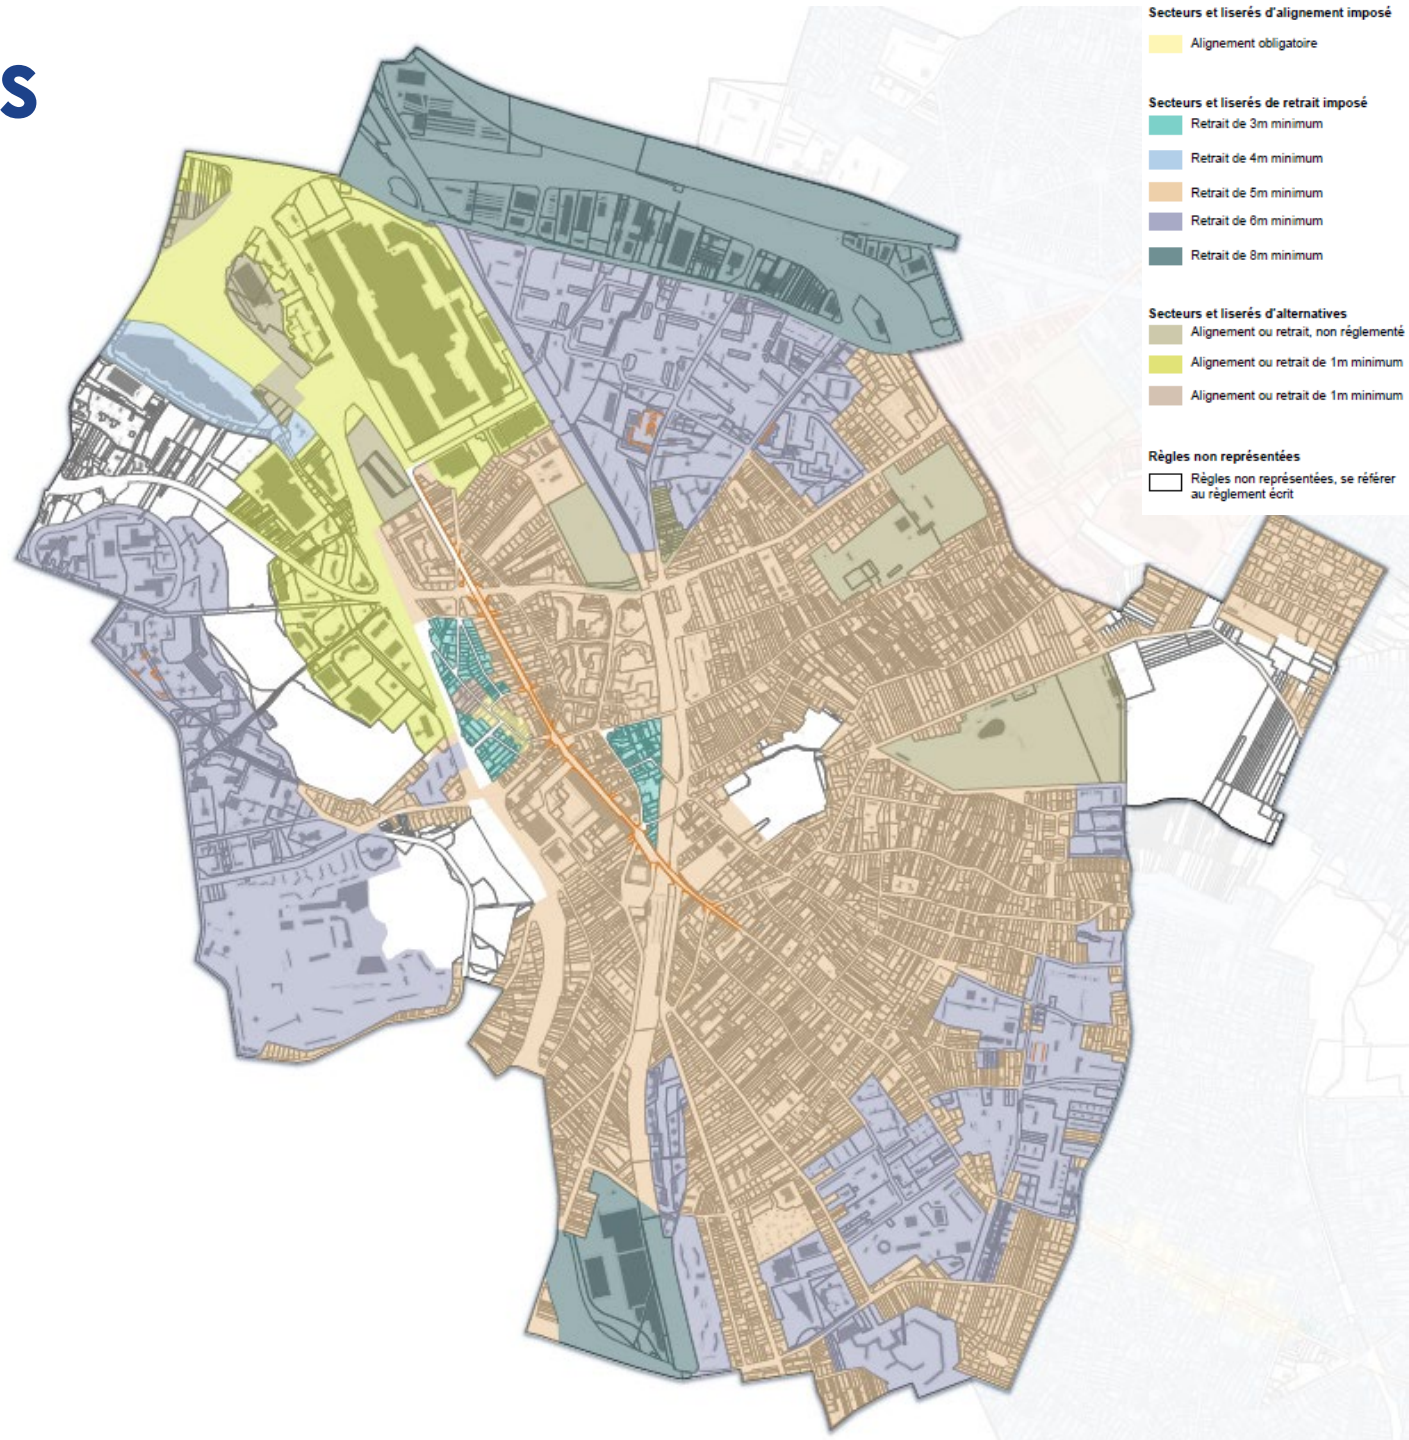 s
Secteurs et liserés d'alignement imposé
Alignement obligatoire
Secteurs et liserés de retrait imposé
Retrait de 3m minimum
Retrait de 4m minimum
Retrait de 5m minimum
Retrait de 6m minimum
Retrait de 8m minimum
Secteurs et liserés d'alternatives
Alignement ou retrait, non réglementé
Alignement ou retrait de 1m minimum
Alignement ou retrait de 1m minimum
Règles non représentées
Règles non représentées, se référer
au règlement écrit